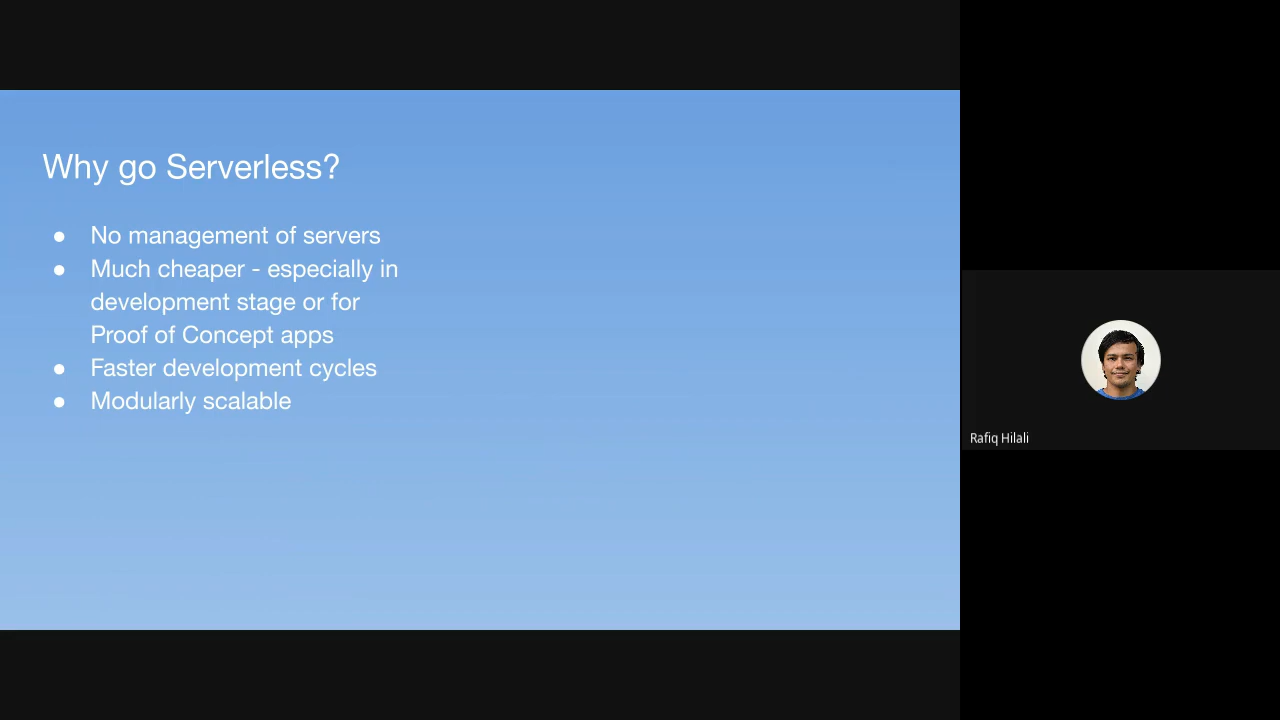 Why go Serverless?
● No management of servers
● Much cheaper - especially in
development stage or for
Proof of Concept apps
● Faster development cycles
● Modularly scalable
Rafiq Hilali